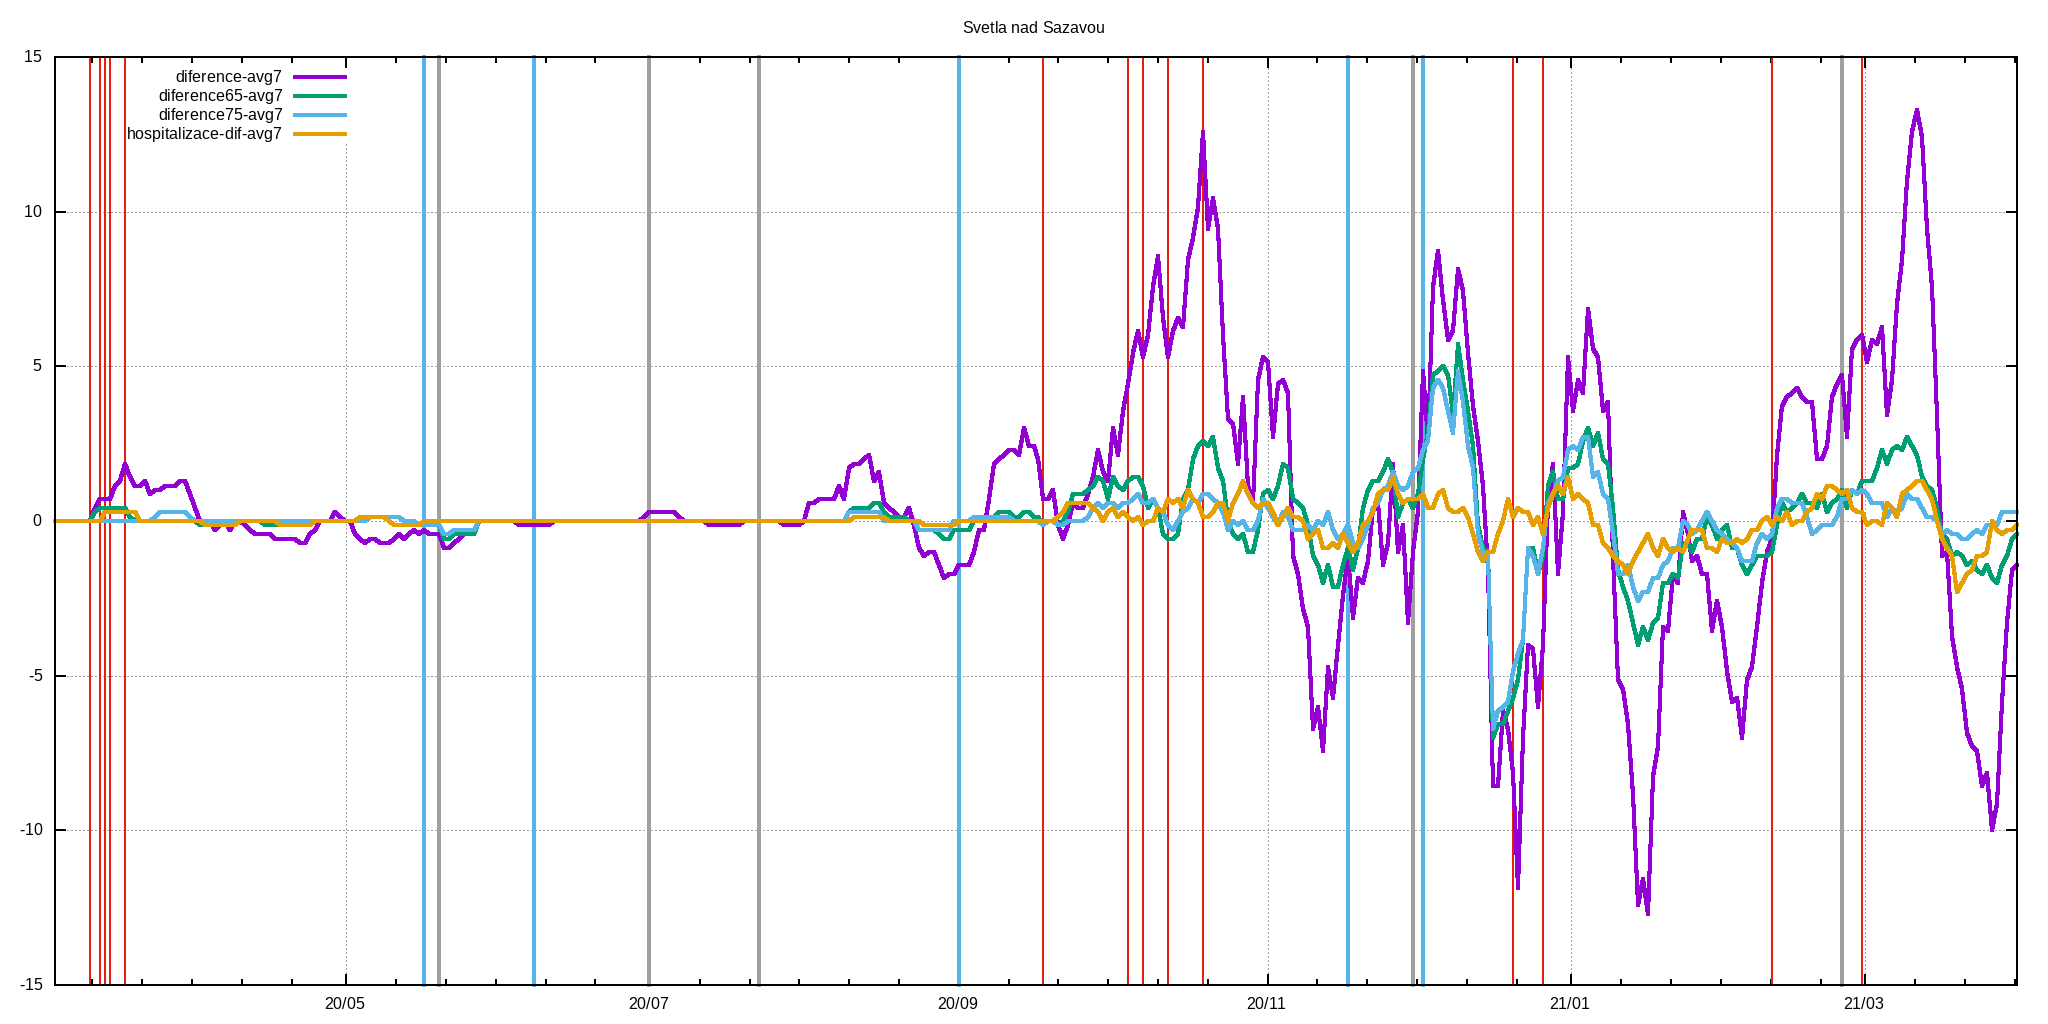 Svetla nad Sazavou
15
10
5
0
-5
-10
-15
diference-avg7
diference65-avg7
diference75-avg7
hospitalizace-dif-avg7
20/05
20/07
20/09
20/11
21/01
21/03